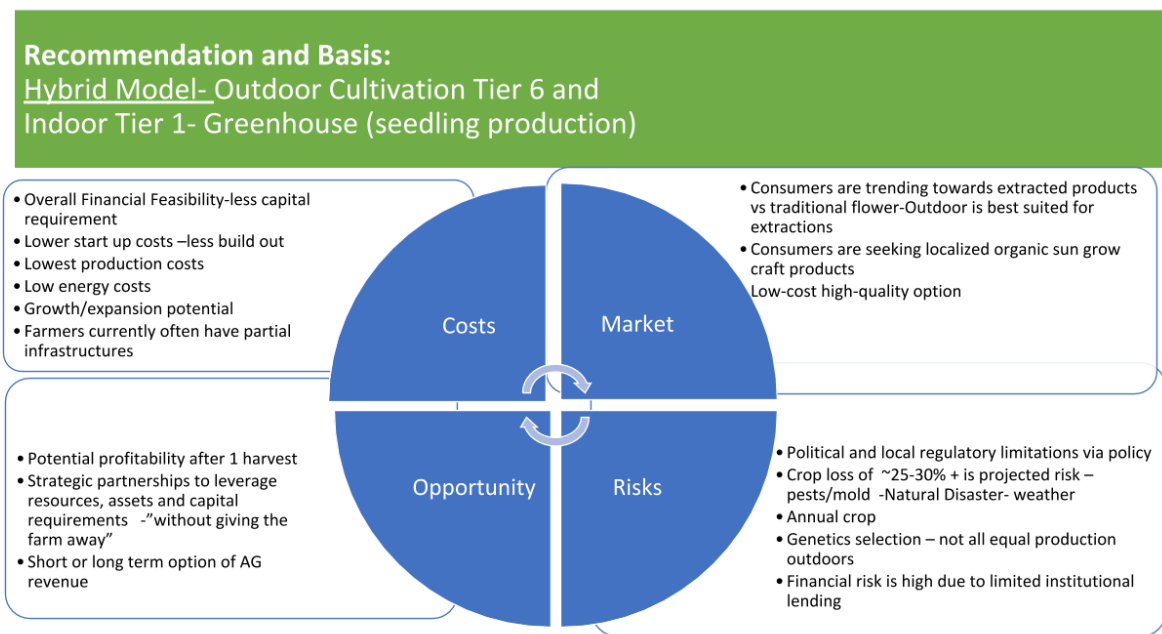 Recommendation and Basis:
Hybrid Model- Outdoor Cultivation Tier 6 and
Indoor Tier 1- Greenhouse (seedling production)
• Overall Financial Feasibility-less capital
requirement
• Lower start up costs –less build out
• Lowest production costs
• Low energy costs
• Growth/expansion potential
• Farmers currently often have partial
infrastructures
Costs
Market
• Consumers are trending towards extracted products
vs traditional flower-Outdoor is best suited for
extractions
• Consumers are seeking localized organic sun grow
craft products
Low-cost high-quality option
• Potential profitability after 1 harvest
• Strategic partnerships to leverage
resources, assets and capital
requirements -”without giving the
farm away”
• Short or long term option of AG
revenue
Opportunity
Risks
• Political and local regulatory limitations via policy
• Crop loss of ~25-30% + is projected risk –
pests/mold -Natural Disaster- weather
• Annual crop
• Genetics selection – not all equal production
outdoors
• Financial risk is high due to limited institutional
lending